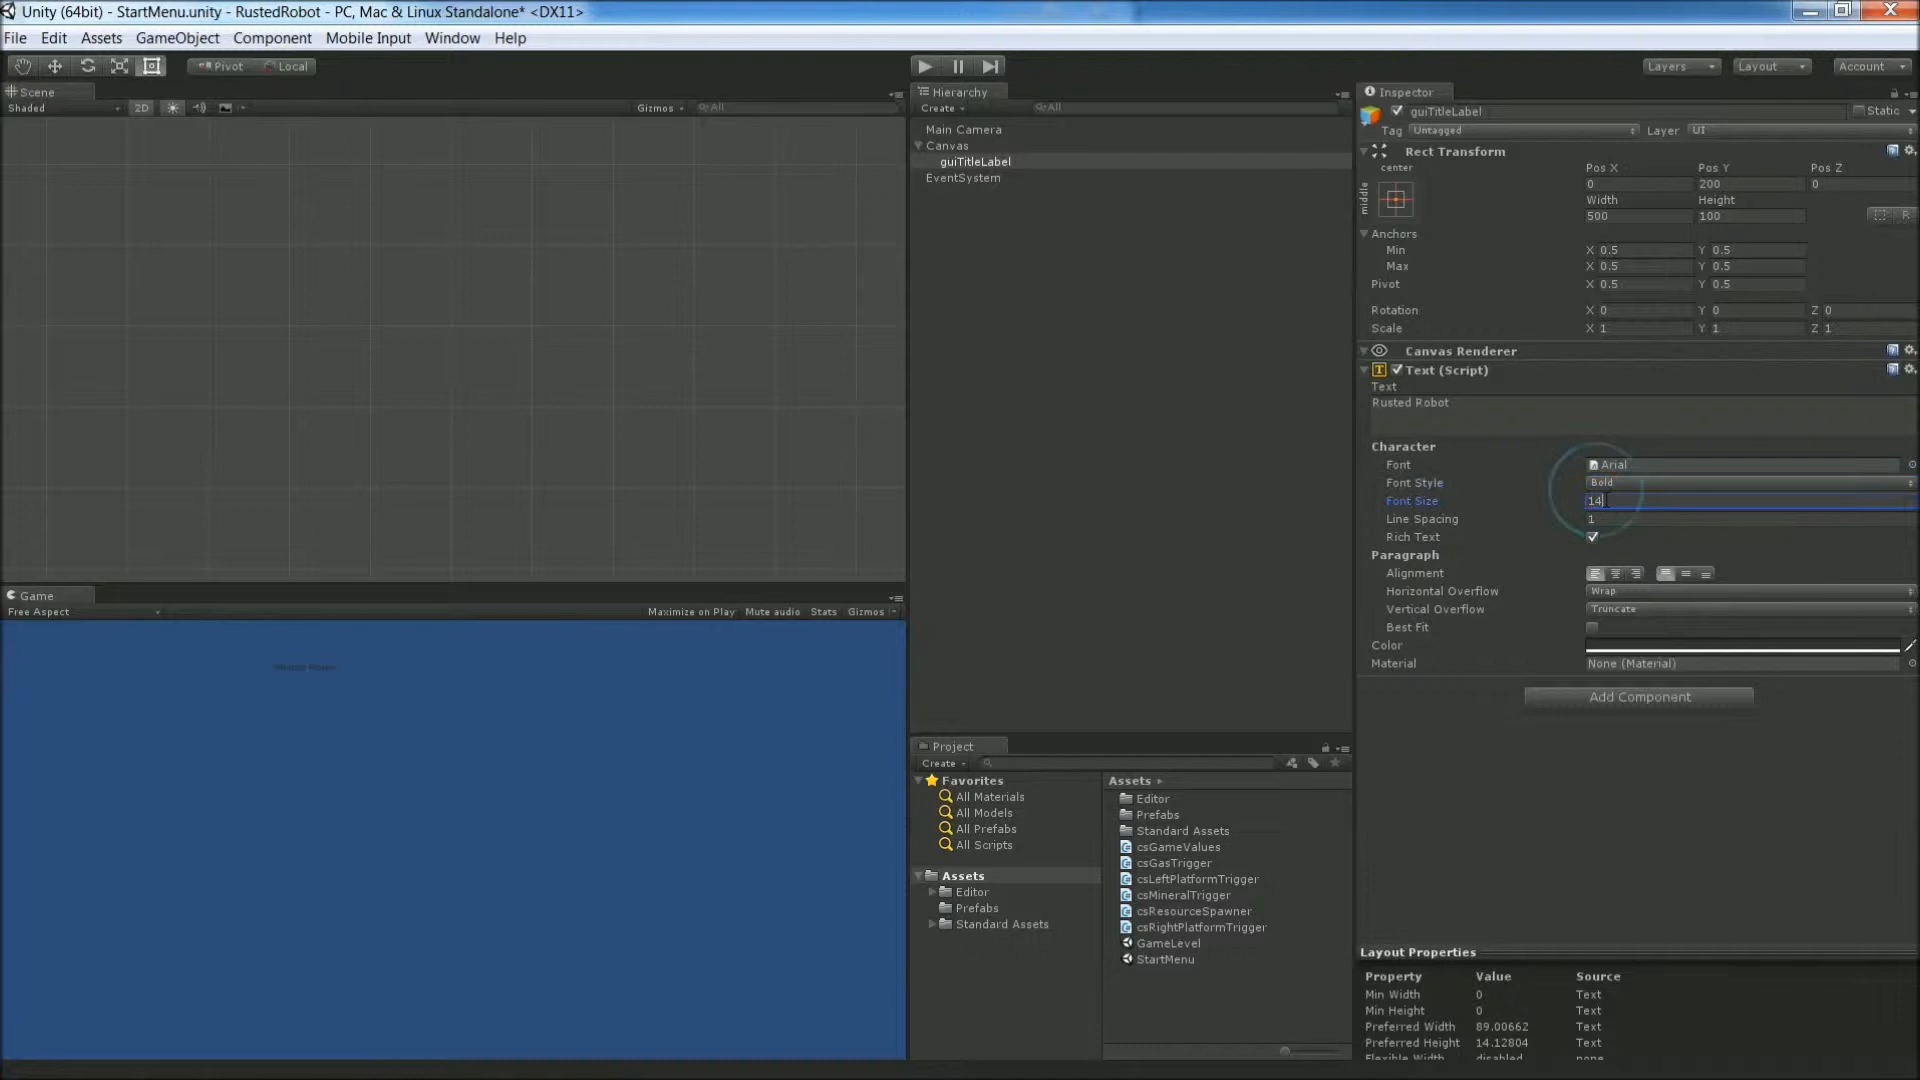 Unity (64bit) - StartMenu.unity - RustedRobot - PC, Mac & Linux Standalone* <DX11>
File Edit Assets GameObject Component Mobile Input Window Help
Pivot Local Layers Layout Account
Scene
Shaded 2D Gizmos All
Hierarchy
Create All
Main Camera
Canvas
guiTitleLabel
EventSystem
Game
Free Aspect Maximize on Play Mute audio Stats Gizmos
Project
Create
Favorites
All Materials
All Models
All Prefabs
All Scripts
Assets
Editor
Prefabs
Standard Assets
Assets
Editor
Prefabs
Standard Assets
csGameValues
csGasTrigger
csLeftPlatformTrigger
csMineralTrigger
csResourceSpawner
csRightPlatformTrigger
GameLevel
StartMenu
Inspector
guiTitleLabel Static
Tag Untagged Layer UI
Rect Transform
center
middle
Pos X Pos Y Pos Z
0 200 0
Width Height
500 100
R
Anchors
Min X 0.5 Y 0.5
Max X 0.5 Y 0.5
Pivot X 0.5 Y 0.5
Rotation X 0 Y 0 Z 0
Scale X 1 Y 1 Z 1
Canvas Renderer
T Text (Script)
Text
Rusted Robot
Character
Font Arial
Font Style Bold
Font Size 14
Line Spacing 1
Rich Text
Paragraph
Alignment
Horizontal Overflow Wrap
Vertical Overflow Truncate
Best Fit
Color
Material None (Material)
Add Component
Layout Properties
Property Value Source
Min Width 0 Text
Min Height 0 Text
Preferred Width 89.00662 Text
Preferred Height 14.12804 Text
Flexible Width disabled none